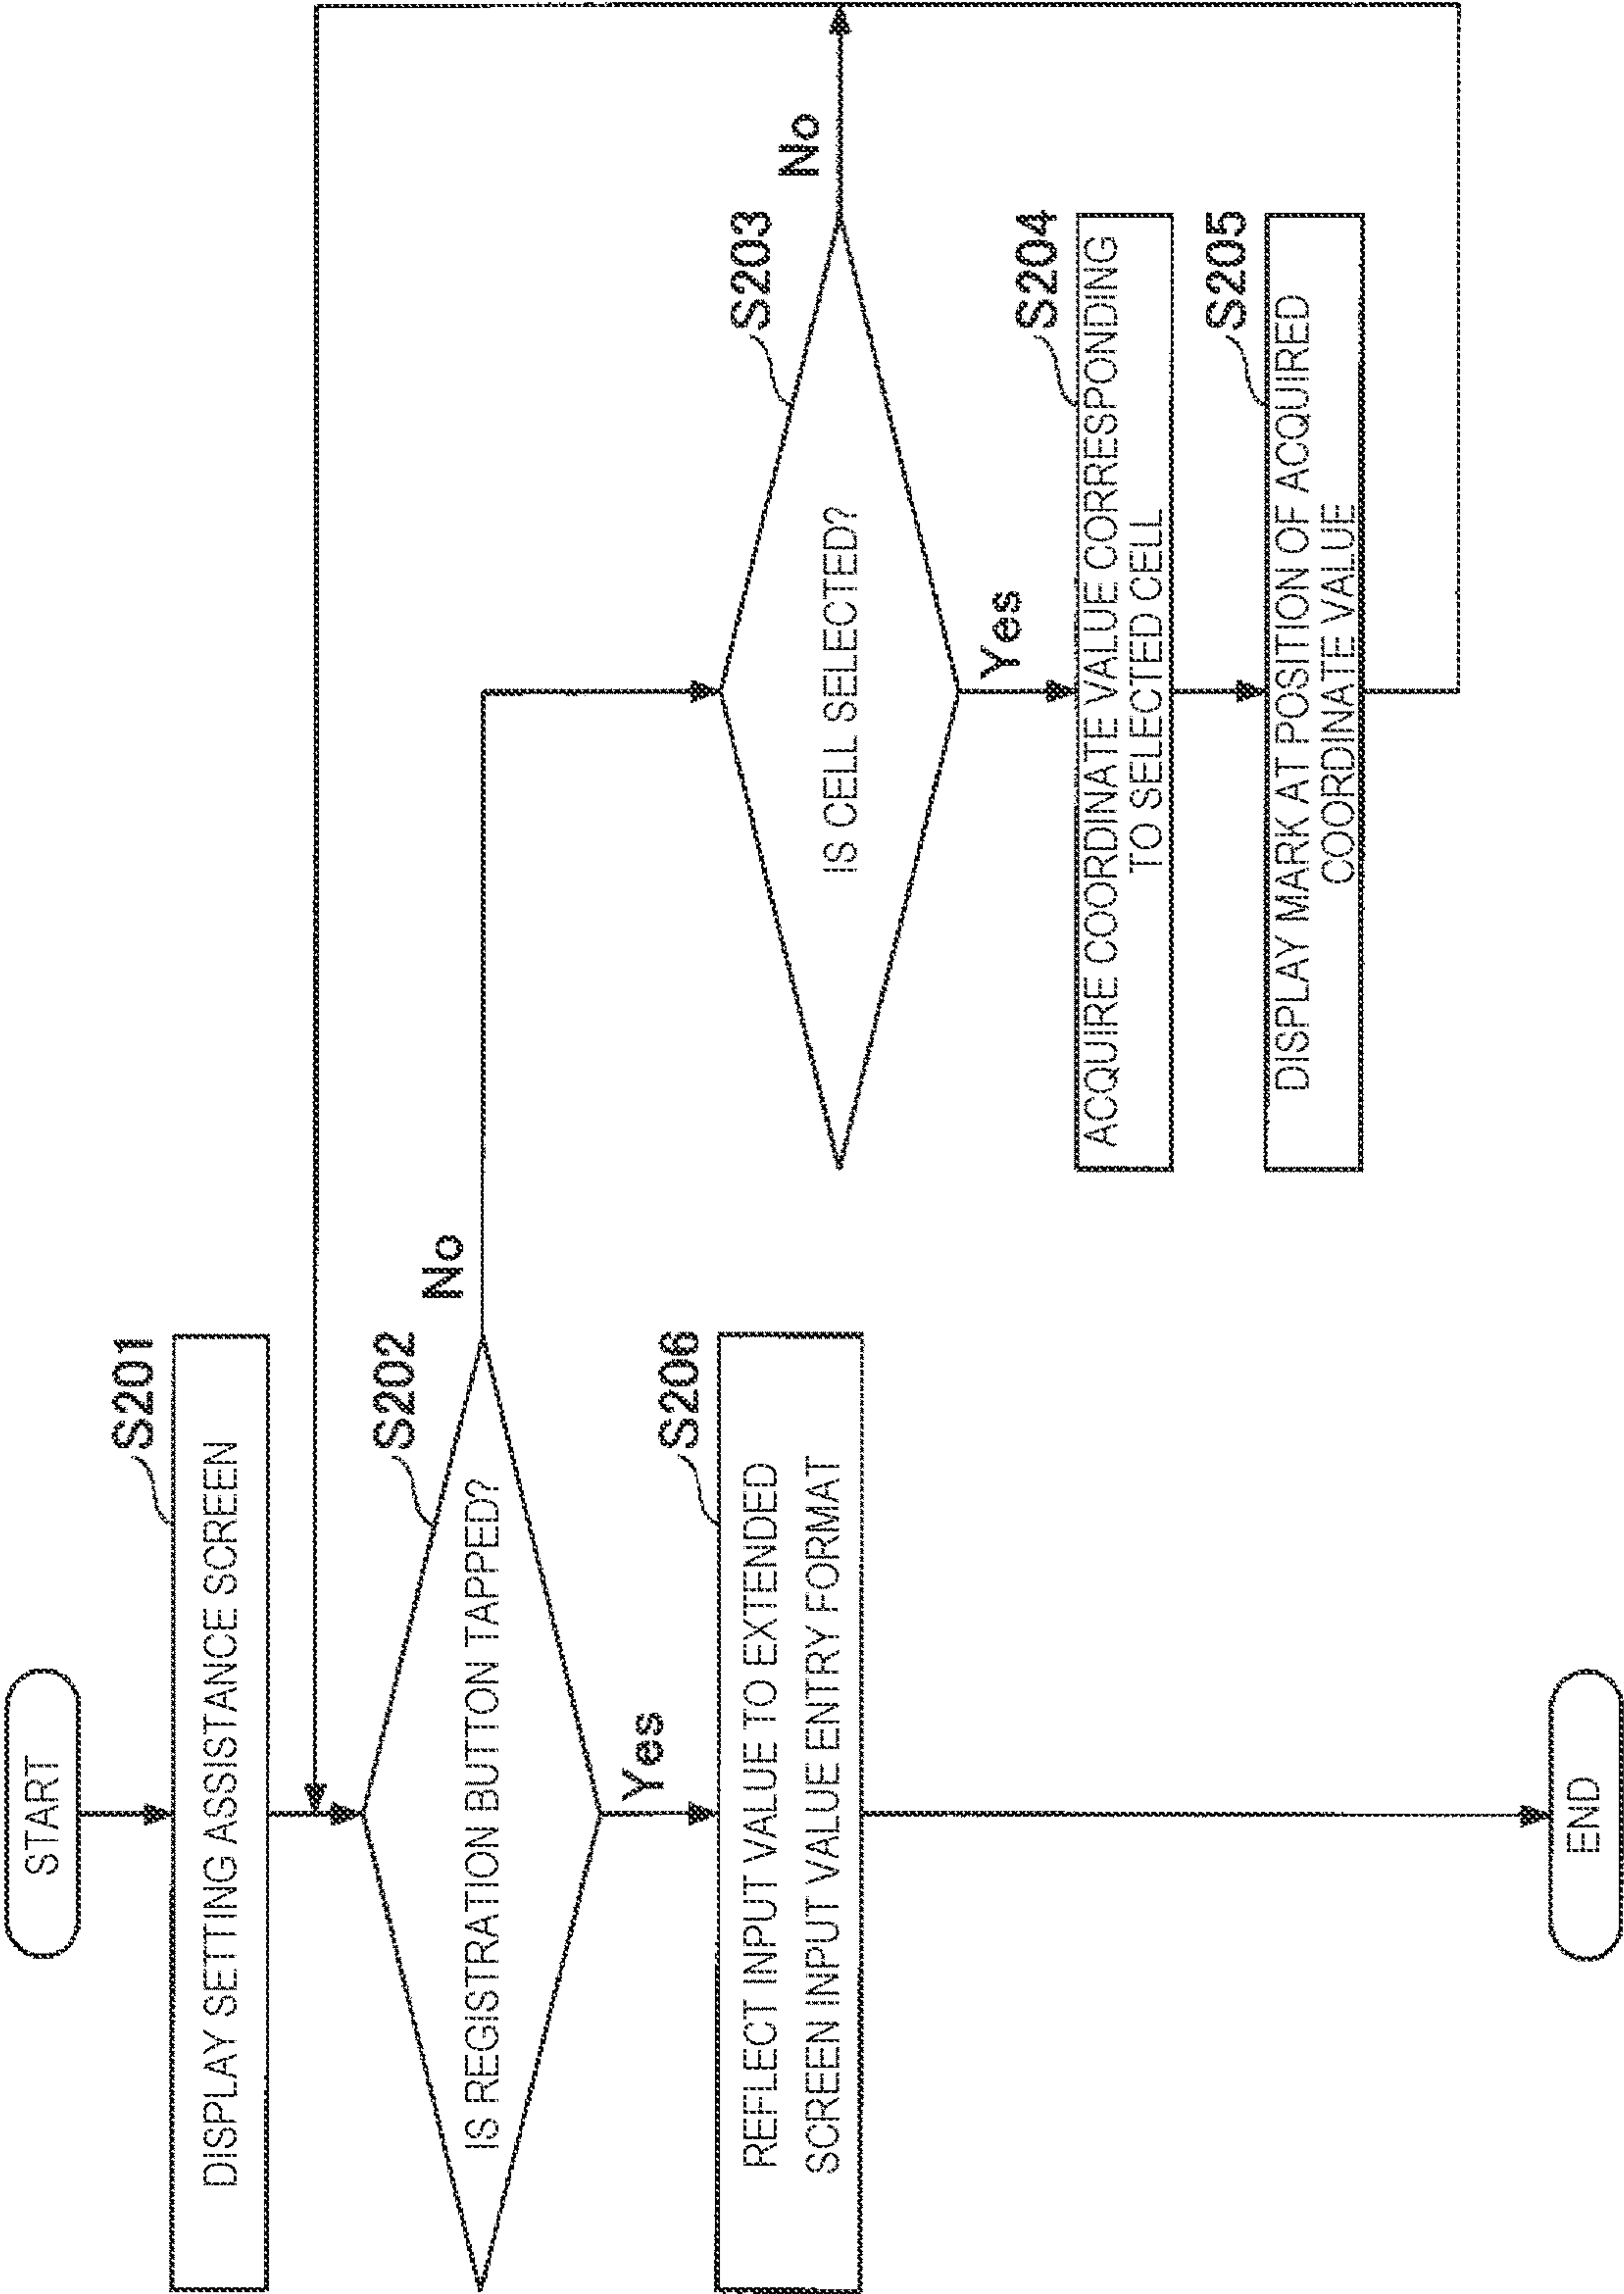 START
S201
DISPLAY SETTING ASSISTANCE SCREEN
S202
IS REGISTRATION BUTTON TAPPED?
No
Yes
S203
IS CELL SELECTED?
No
Yes
S204
ACQUIRE COORDINATE VALUE CORRESPONDING
TO SELECTED CELL
S205
DISPLAY MARK AT POSITION OF ACQUIRED
COORDINATE VALUE
S206
REFLECT INPUT VALUE TO EXTENDED
SCREEN INPUT VALUE ENTRY FORMAT
END